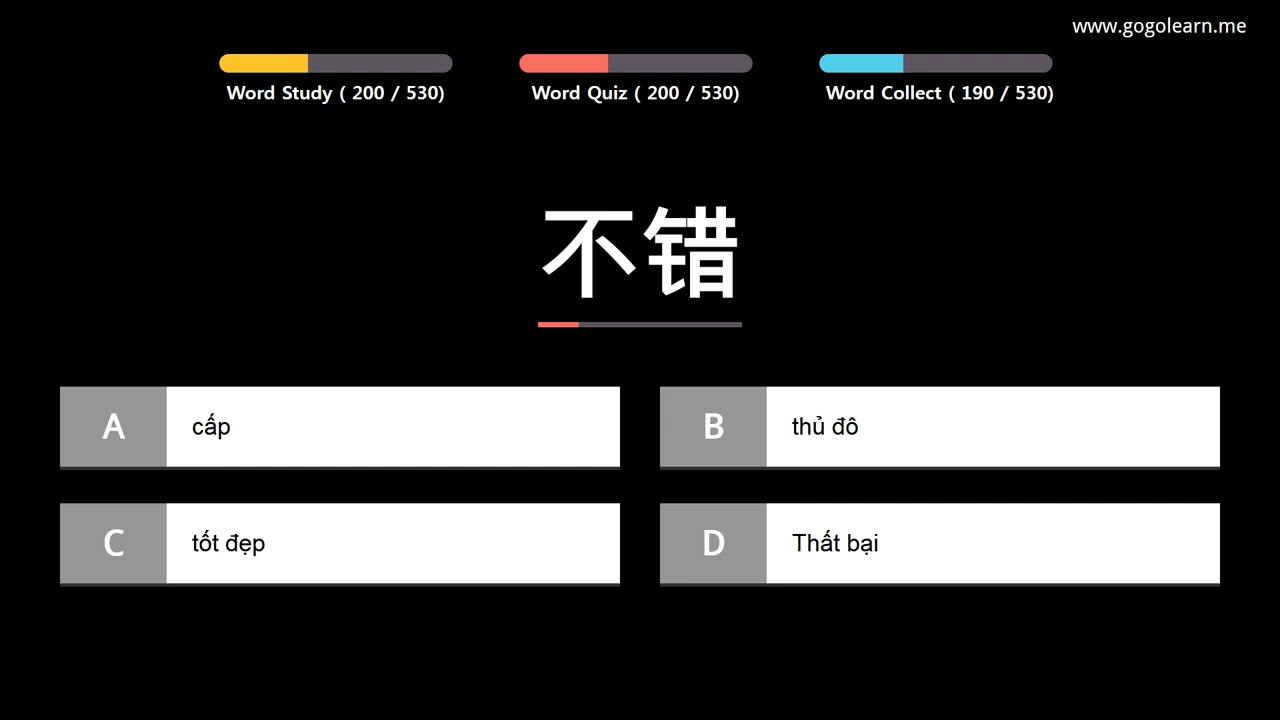 www.gogolearn.me
Word Study ( 200 / 530)
Word Quiz ( 200 / 530)
Word Collect ( 190 / 530)
不错
A cấp
B thủ đô
C tốt đẹp
D Thất bại